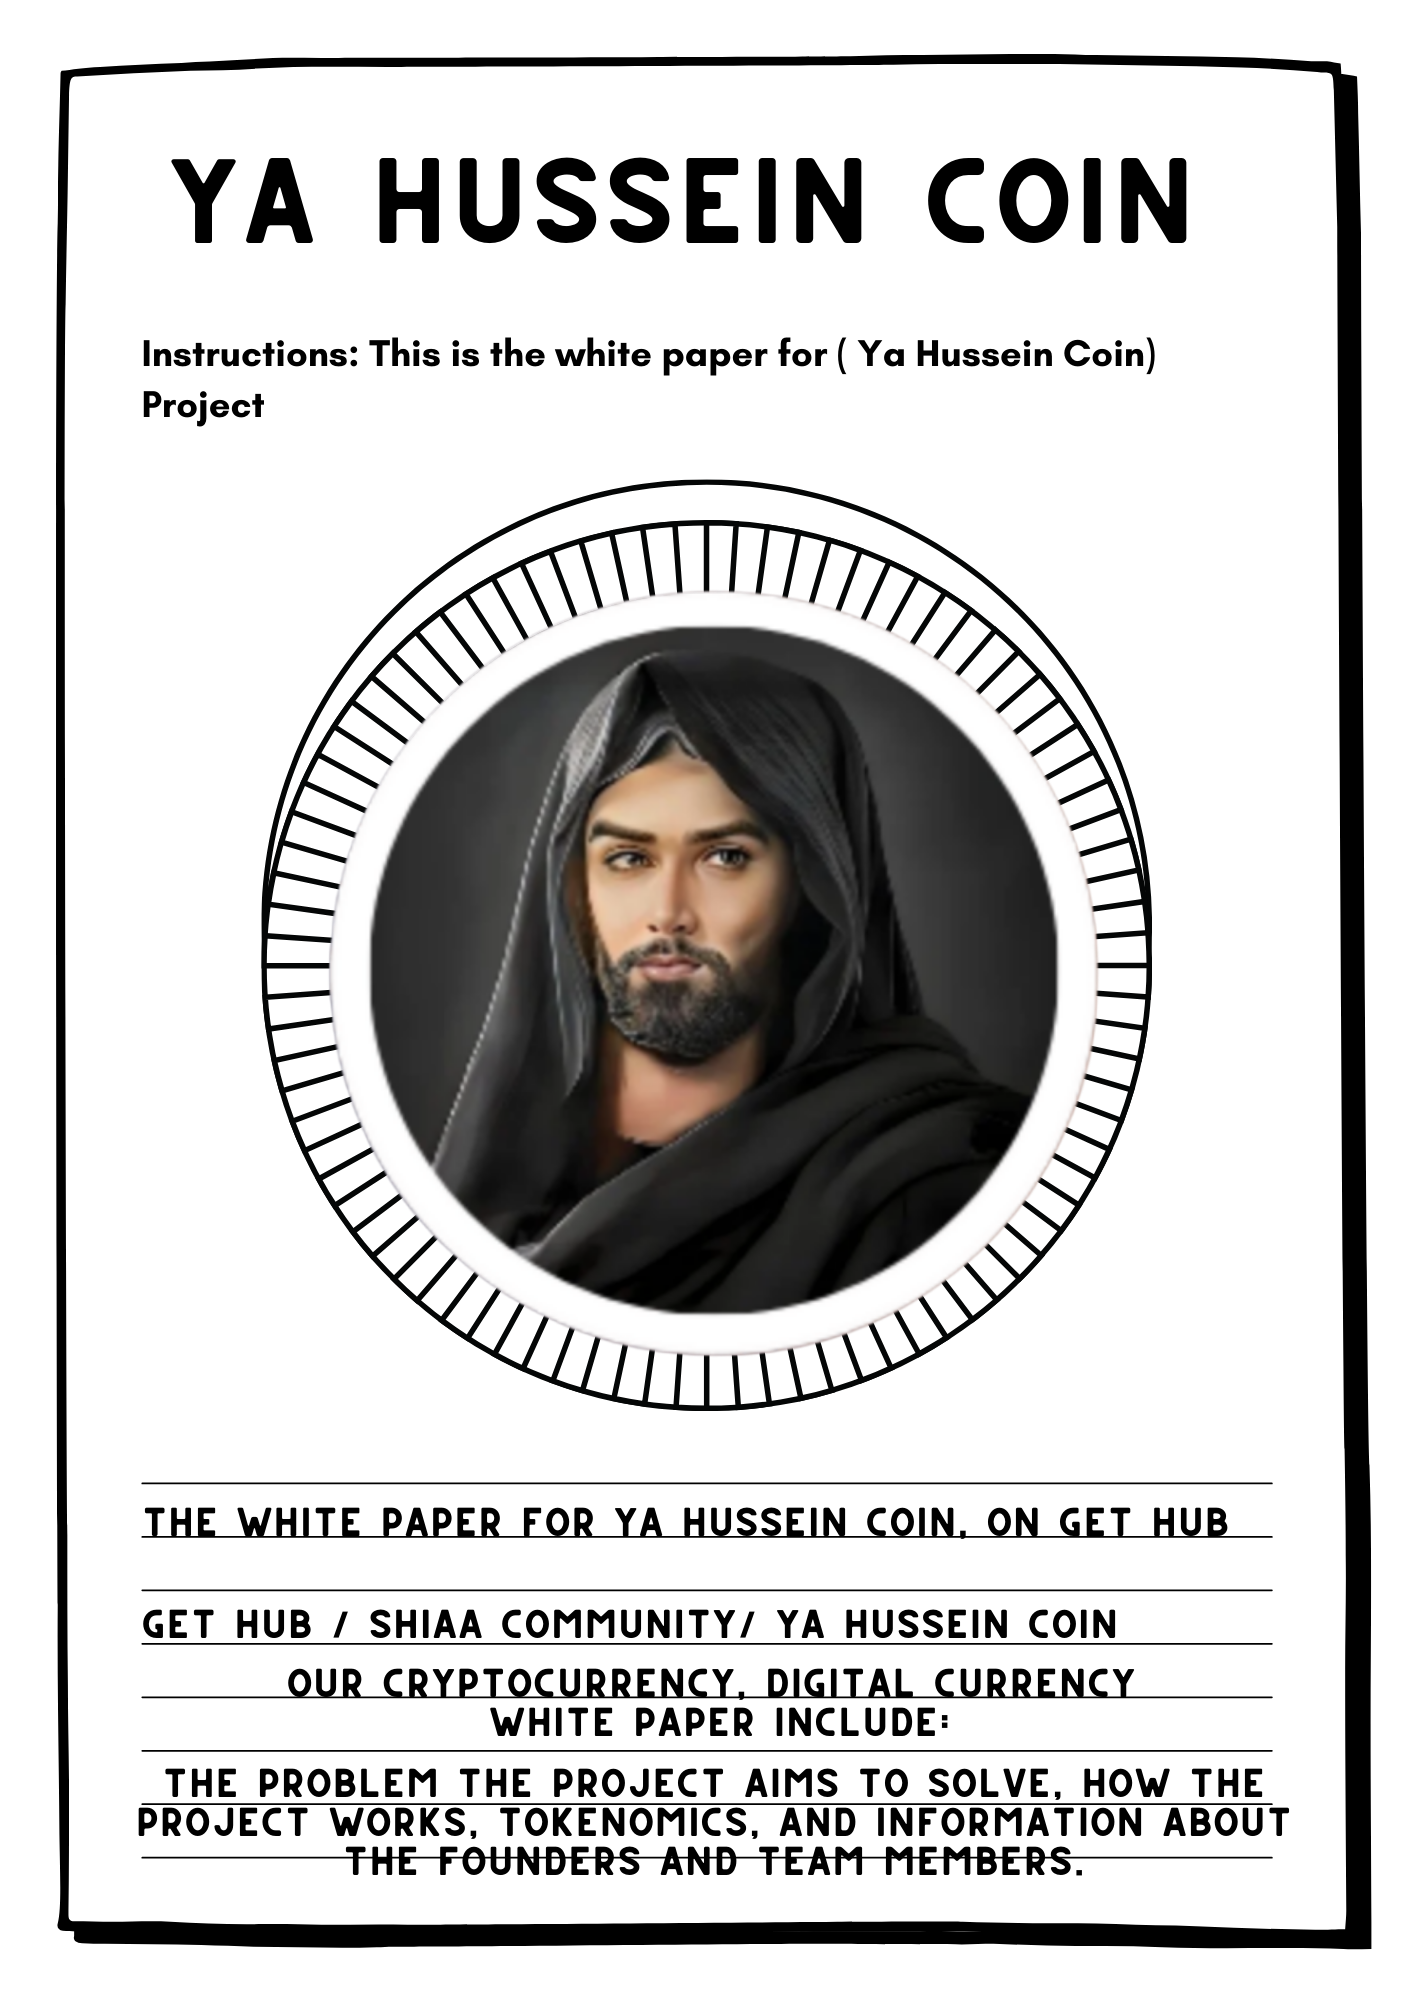 YA HUSSEIN COIN
Instructions: This is the white paper for ( Ya Hussein Coin)
Project
THE WHITE PAPER FOR YA HUSSEIN COIN, ON GET HUB
GET HUB / SHIAA COMMUNITY/ YA HUSSEIN COIN
OUR CRYPTOCURRENCY, DIGITAL CURRENCY
WHITE PAPER INCLUDE:
THE PROBLEM THE PROJECT AIMS TO SOLVE, HOW THE
PROJECT WORKS, TOKENOMICS, AND INFORMATION ABOUT
THE FOUNDERS AND TEAM MEMBERS.